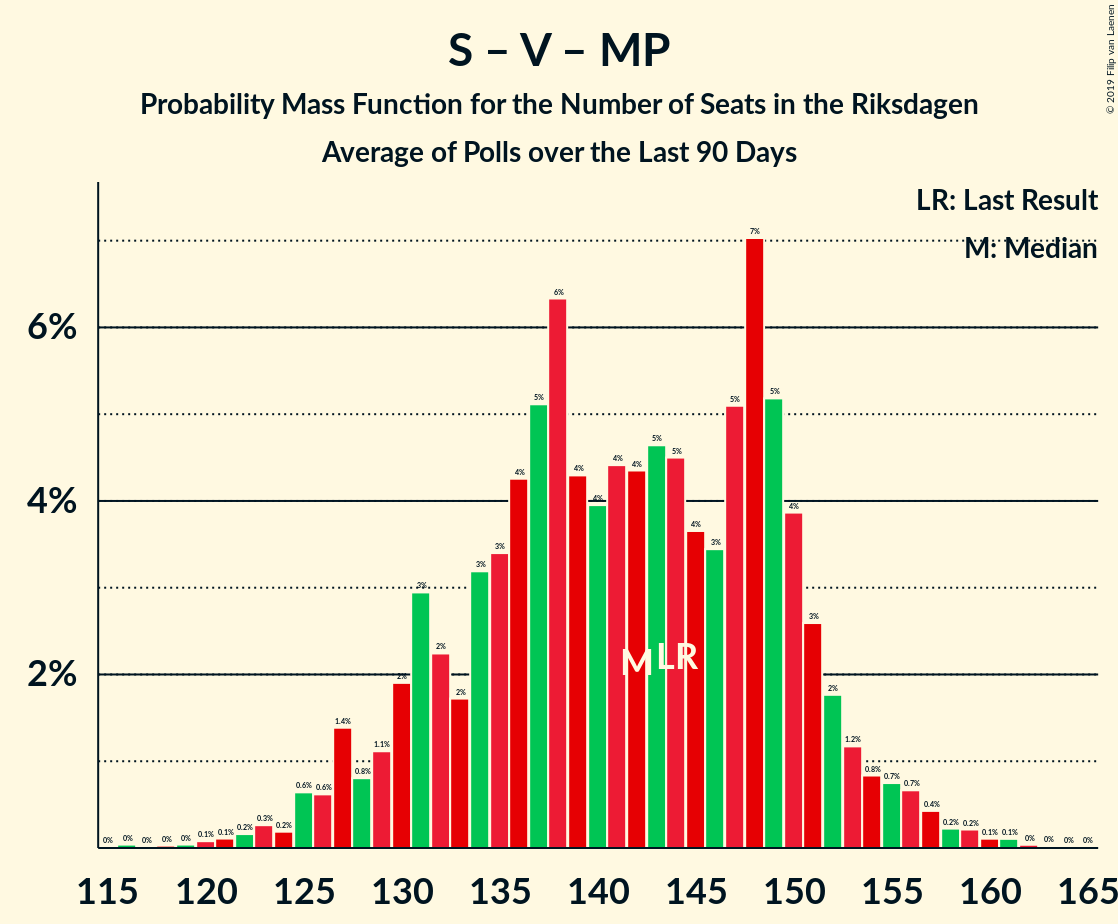 S – V – MP
Probability Mass Function for the Number of Seats in the Riksdagen
Average of Polls over the Last 90 Days
© 2019 Filip van Laenen
LR: Last Result
M: Median
6%
4%
2%
0% 0% 0% 0% 0% 0.1% 0.1% 0.2% 0.3% 0.2% 0.6% 0.6% 1.4% 0.8% 1.1% 2% 3% 2% 2% 3% 3% 4% 5% 6% 4% 4% 4% 4% 5% 5% 4% 3% 5% 7% 5% 4% 3% 2% 1.2% 0.8% 0.7% 0.7% 0.4% 0.2% 0.2% 0.1% 0.1% 0% 0% 0% 0%
M LR
115 120 125 130 135 140 145 150 155 160 165